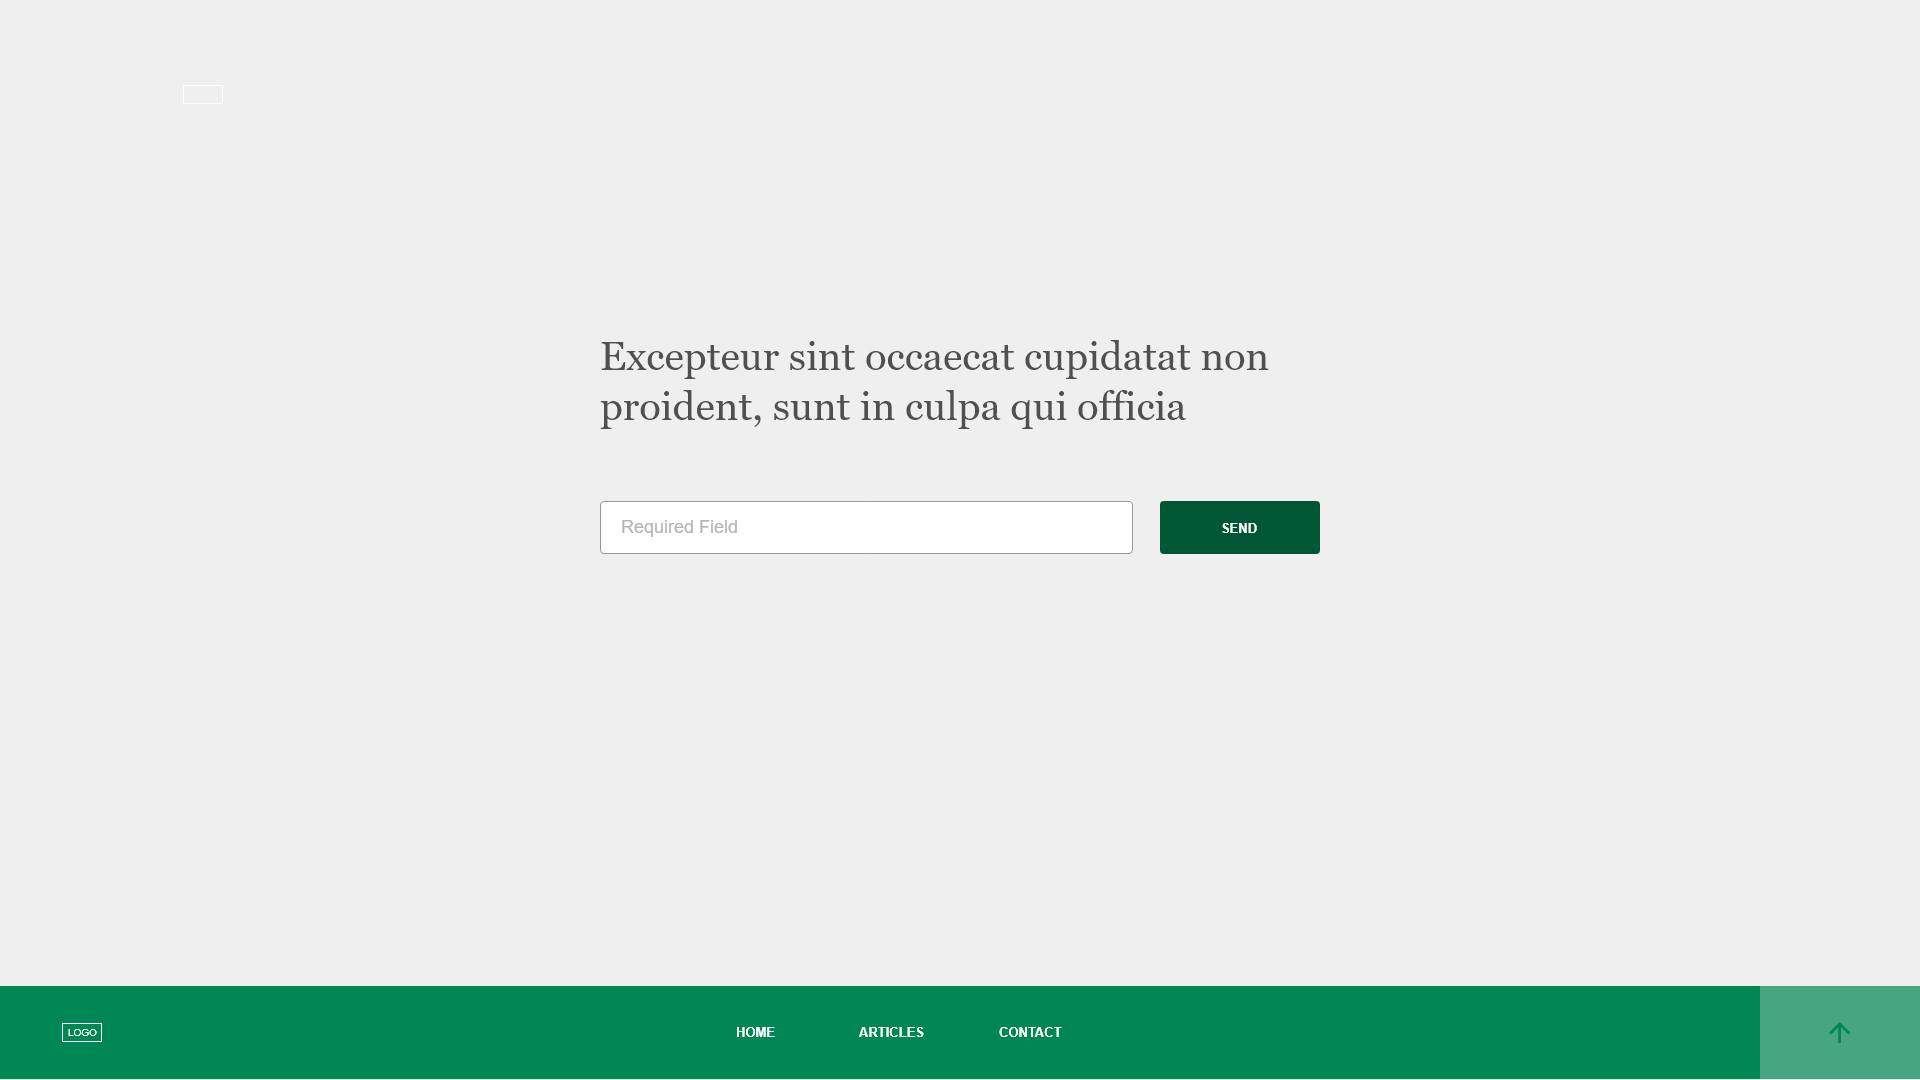 Excepteur sint occaecat cupidatat non
proident, sunt in culpa qui officia
Required Field
SEND
LOGO
HOME
ARTICLES
CONTACT